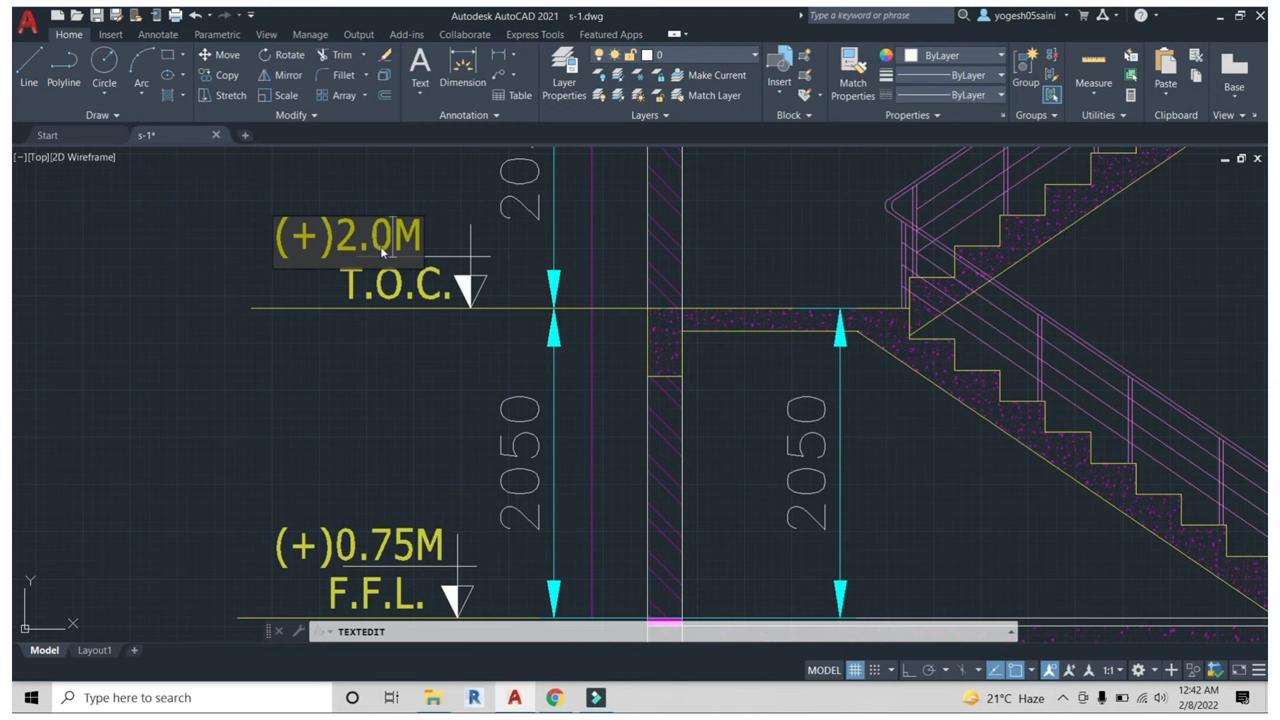 Autodesk AutoCAD 2021 s-1.dwg
Type a keyword or phrase
yogesh05saini
Home Insert Annotate Parametric View Manage Output Add-ins Collaborate Express Tools Featured Apps
Line Polyline Circle Arc
Move Rotate Trim
Copy Mirror Fillet
Stretch Scale Array
Text Dimension Table
Layer Properties
0
Make Current
Match Layer
Insert
Match Properties
ByLayer
ByLayer
ByLayer
Group Measure Paste Base
Draw Modify Annotation Layers Block Properties Groups Utilities Clipboard View
Start s-1*
[−][Top][2D Wireframe]
(+)2.0M
T.O.C.
2050
2050
(+)0.75M
F.F.L.
Y
X
TEXTEDIT
Model Layout1
MODEL 1:1
Type here to search
21°C Haze
12:42 AM
2/8/2022